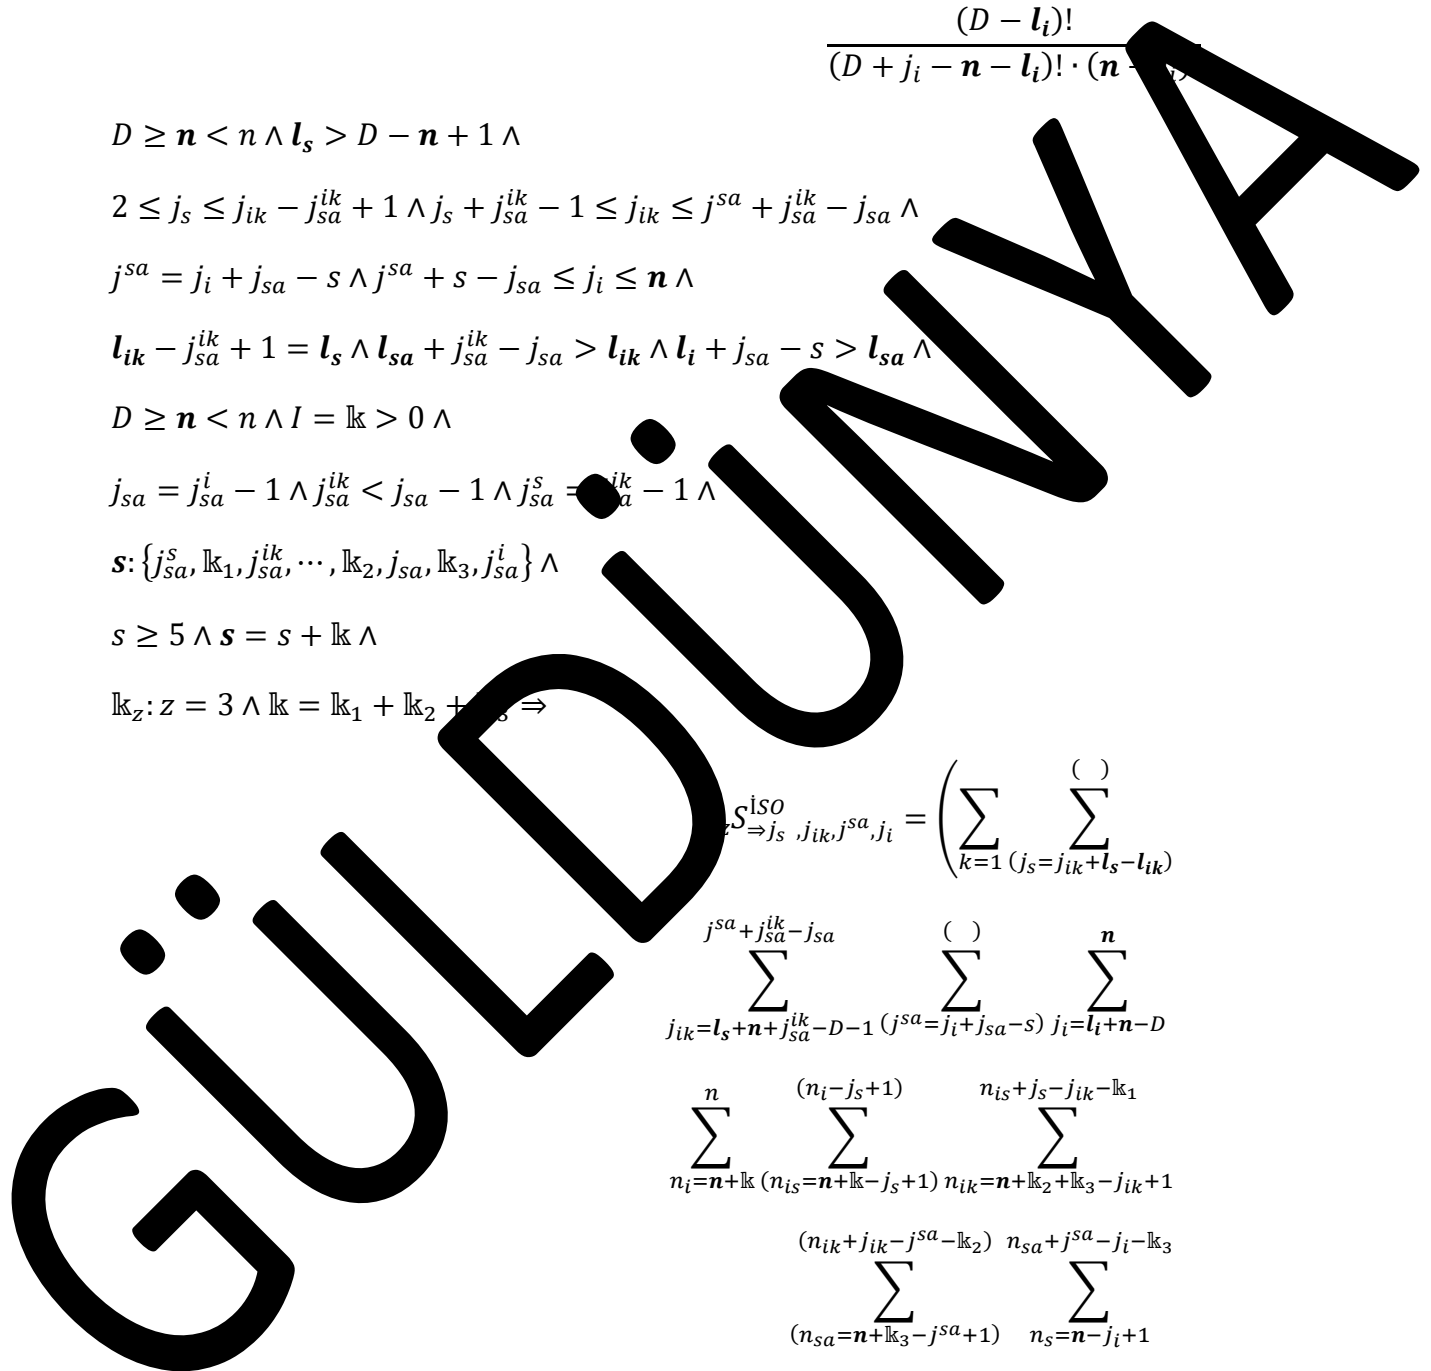 (D − l_i)!
(D + j_i − n − l_i)! · (n
D ≥ n < n ∧ l_s > D − n + 1 ∧
2 ≤ j_s ≤ j_ik − j_sa^ik + 1 ∧ j_s + j_sa^ik − 1 ≤ j_ik ≤ j^sa + j_sa^ik − j_sa ∧
j^sa = j_i + j_sa − s ∧ j^sa + s − j_sa ≤ j_i ≤ n ∧
l_ik − j_sa^ik + 1 = l_s ∧ l_sa + j_sa^ik − j_sa > l_ik ∧ l_i + j_sa − s > l_sa ∧
D ≥ n < n ∧ I = 𝕜 > 0 ∧
j_sa = j_sa^i − 1 ∧ j_sa^ik < j_sa − 1 ∧ j_sa^s = − 1 ∧
s: {j_sa^s, 𝕜_1, j_sa^ik, ⋯, 𝕜_2, j_sa, 𝕜_3, j_sa^i} ∧
s ≥ 5 ∧ s = s + 𝕜 ∧
𝕜_z: z = 3 ∧ 𝕜 = 𝕜_1 + 𝕜_2 + ⇒
S_{⇒j_s ,j_ik,j^sa,j_i}^{İSO} = (∑_{k=1} ∑_{(j_s=j_ik+l_s−l_ik)}^{( )}
∑_{j_ik=l_s+n+j_sa^ik−D−1}^{j^sa+j_sa^ik−j_sa} ∑_{(j^sa=j_i+j_sa−s)}^{( )} ∑_{j_i=l_i+n−D}^{n}
∑_{n_i=n+𝕜}^{n} ∑_{(n_is=n+𝕜−j_s+1)}^{(n_i−j_s+1)} ∑_{n_ik=n+𝕜_2+𝕜_3−j_ik+1}^{n_is+j_s−j_ik−𝕜_1}
∑_{(n_sa=n+𝕜_3−j^sa+1)}^{(n_ik+j_ik−j^sa−𝕜_2)} ∑_{n_s=n−j_i+1}^{n_sa+j^sa−j_i−𝕜_3}
GÜLDÜNYA